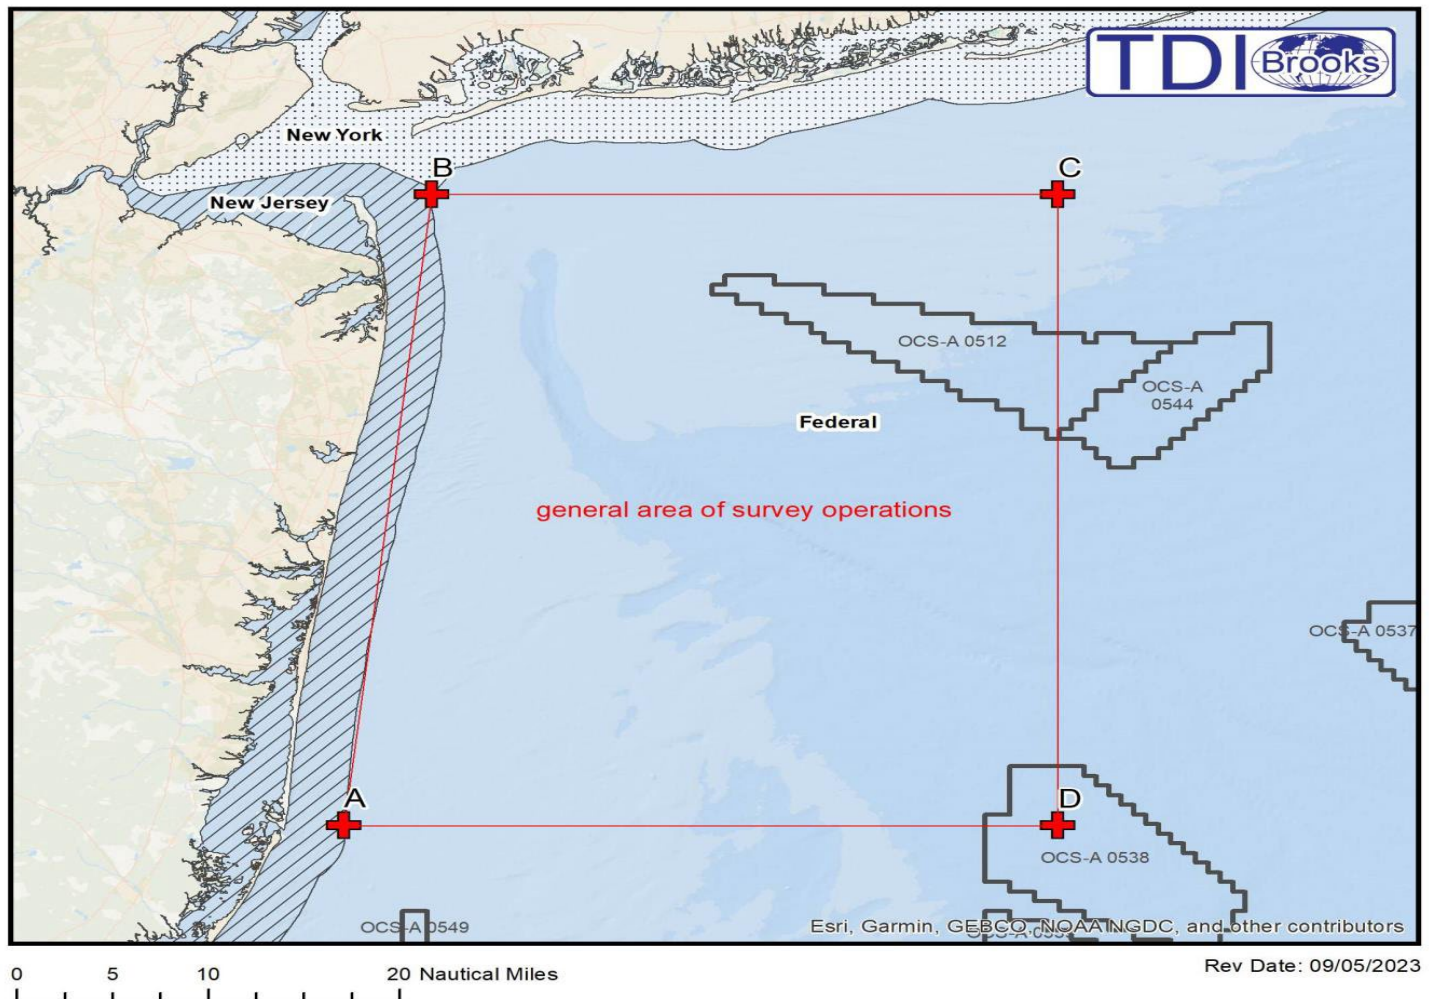 TDI Brooks
New York
B
C
New Jersey
OCS-A 0512
OCS-A
0544
Federal
general area of survey operations
OCS-A 0537
A
D
OCS-A 0538
OCS-A 0549
Esri, Garmin, GEBCO, NOAA NGDC, and other contributors
0 5 10 20 Nautical Miles
Rev Date: 09/05/2023